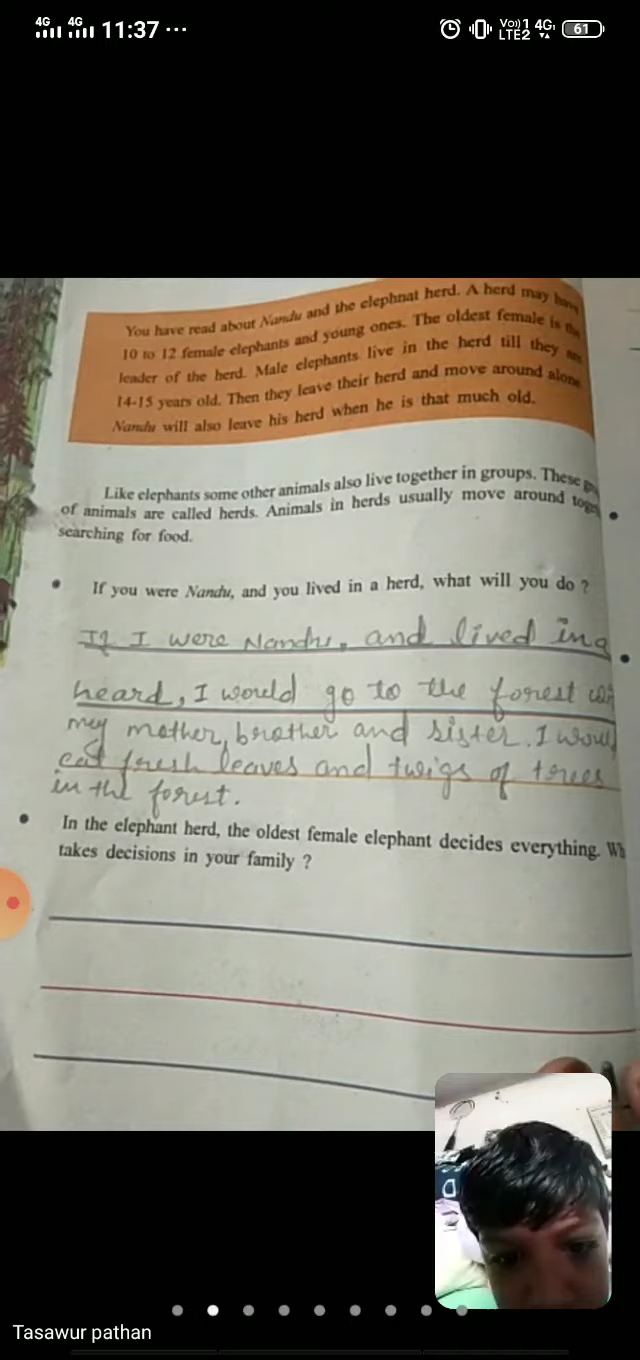 4G 4G 11:37 ... Vo)) 1 LTE2 4G 61
You have read about Nandu and the elephnat herd. A herd may have
10 to 12 female elephants and young ones. The oldest female is the
leader of the herd. Male elephants live in the herd till they are
14-15 years old. Then they leave their herd and move around alone
Nandu will also leave his herd when he is that much old.
Like elephants some other animals also live together in groups. These
of animals are called herds. Animals in herds usually move around
searching for food.
• If you were Nandu, and you lived in a herd, what will you do ?
If I were Nandu, and lived in a
heard, I would go to the forest
my mother, brother and sister. I would
eat fresh leaves and twigs of trees
in the forest.
• In the elephant herd, the oldest female elephant decides everything.
takes decisions in your family ?
Tasawur pathan